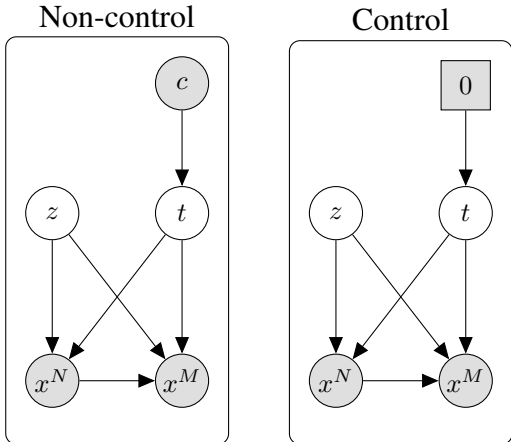 Non-control Control
c 0
z t z t
x^N x^M x^N x^M